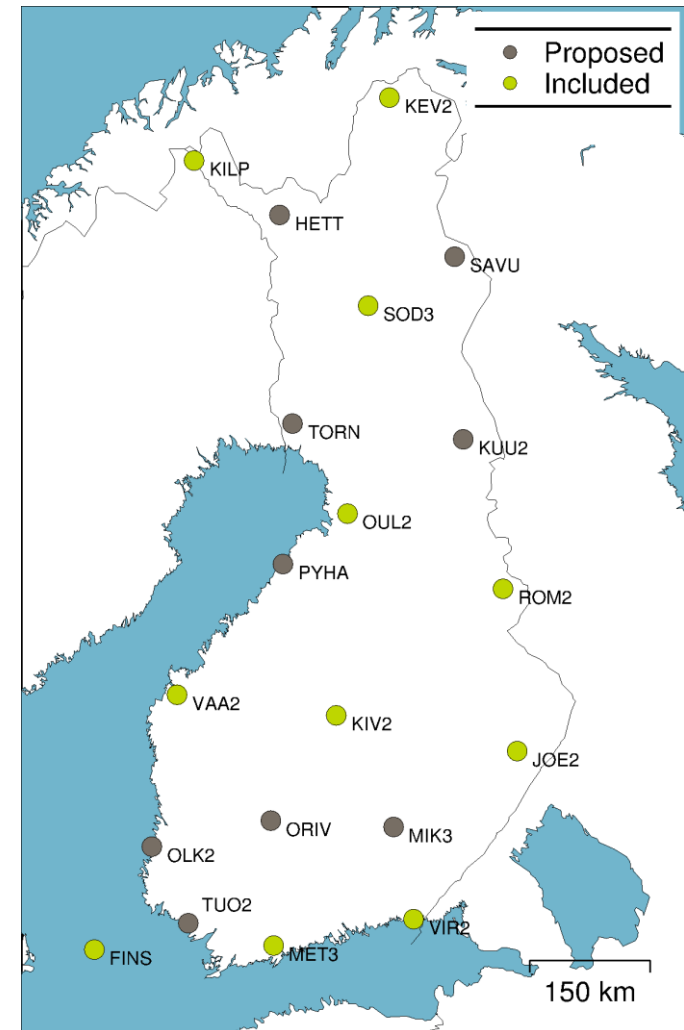 Proposed
Included
KEV2
KILP
HETT
SAVU
SOD3
TORN
KUU2
OUL2
PYHA
ROM2
VAA2
KIV2
JOE2
ORIV
MIK3
OLK2
TUO2
VIR2
MET3
FINS
150 km